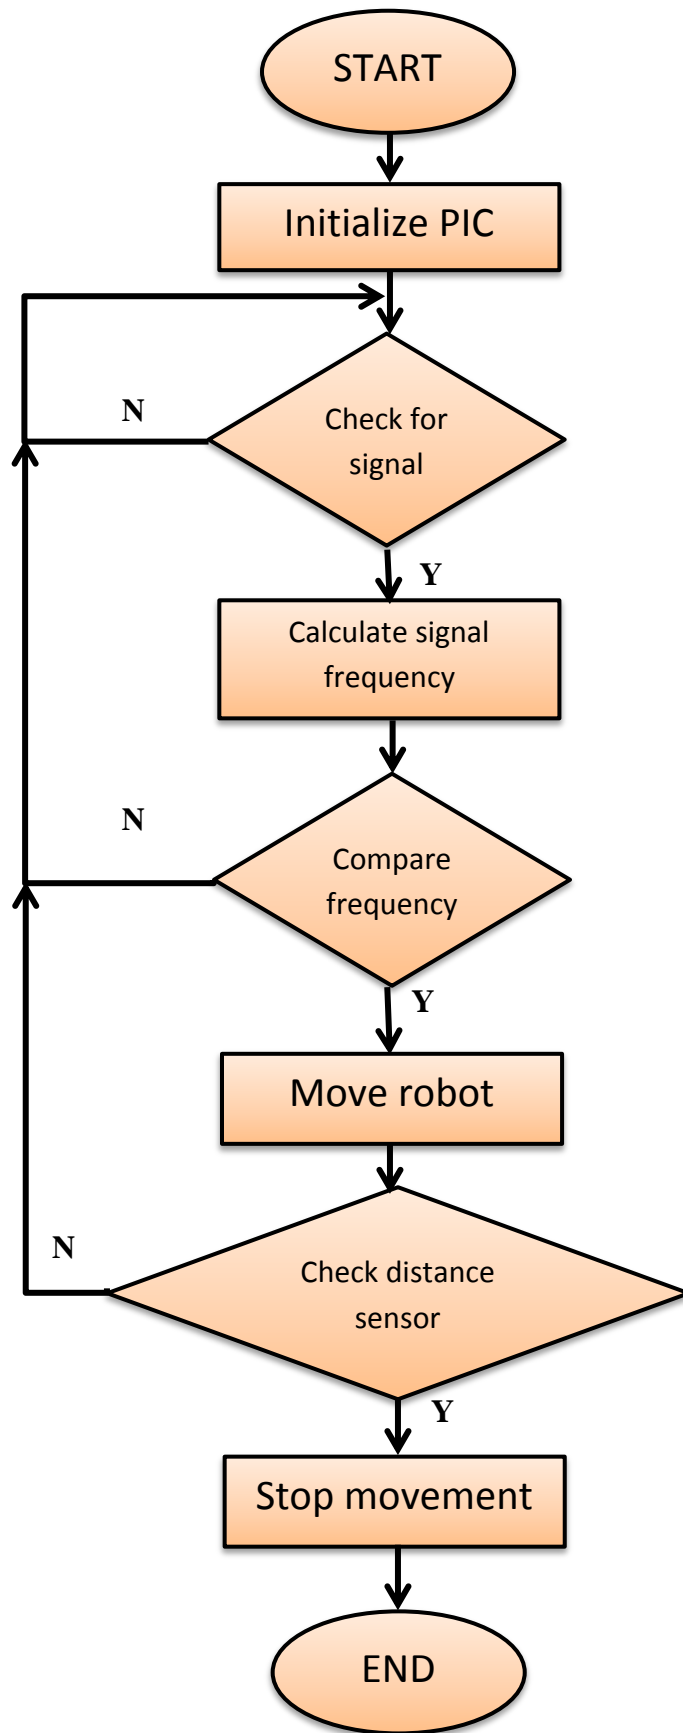 START
Initialize PIC
N
Check for
signal
Y
Calculate signal
frequency
N
Compare
frequency
Y
Move robot
N
Check distance
sensor
Y
Stop movement
END